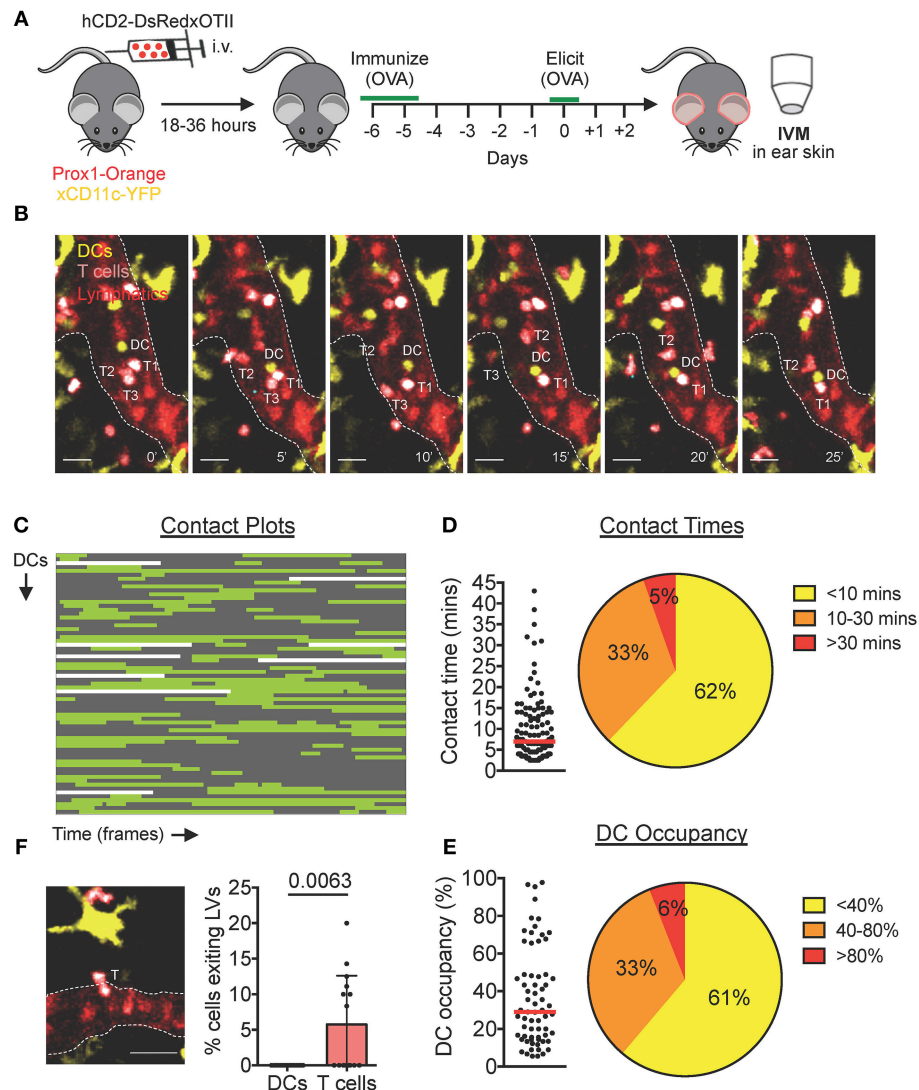 A
hCD2-DsRedxOTII
i.v.
18-36 hours
Prox1-Orange
xCD11c-YFP
Immunize
(OVA)
Elicit
(OVA)
-6 -5 -4 -3 -2 -1 0 +1 +2
Days
IVM
in ear skin
B
DCs
T cells
Lymphatics
DC
T2 T1
T3
0'
DC
T2 T1
T3
5'
T2 DC
T1
T3
10'
T2
DC
T3 T1
15'
T2 DC
T1
20'
T2 DC
T1
25'
C
Contact Plots
DCs
Time (frames)
D
Contact Times
Contact time (mins)
45
40
35
30
25
20
15
10
5
0
5%
33%
62%
<10 mins
10-30 mins
>30 mins
F
T
% cells exiting LVs
25
20
15
10
5
0
0.0063
DCs T cells
E
DC Occupancy
DC occupancy (%)
100
80
60
40
20
0
6%
33%
61%
<40%
40-80%
>80%